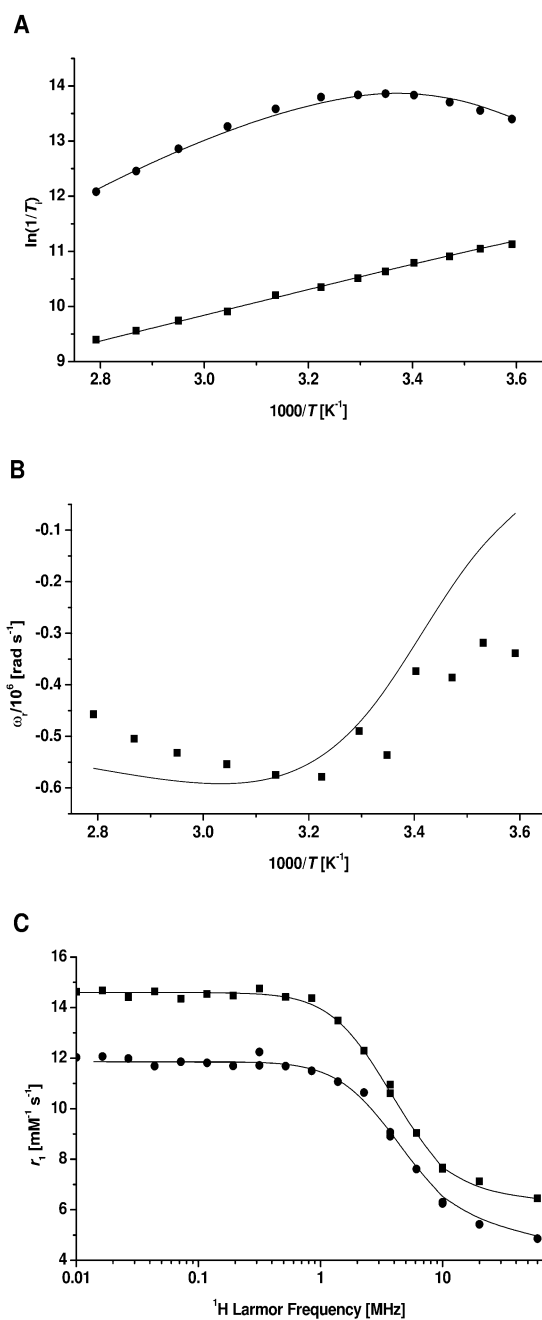 A
14
13
12
11
10
9
ln(1/Tᵢ)
2.8 3.0 3.2 3.4 3.6
1000/T [K⁻¹]
B
-0.1
-0.2
-0.3
-0.4
-0.5
-0.6
ωᵣ/10⁶ [rad s⁻¹]
2.8 3.0 3.2 3.4 3.6
1000/T [K⁻¹]
C
16
14
12
10
8
6
4
r₁ [mM⁻¹ s⁻¹]
0.01 0.1 1 10
¹H Larmor Frequency [MHz]